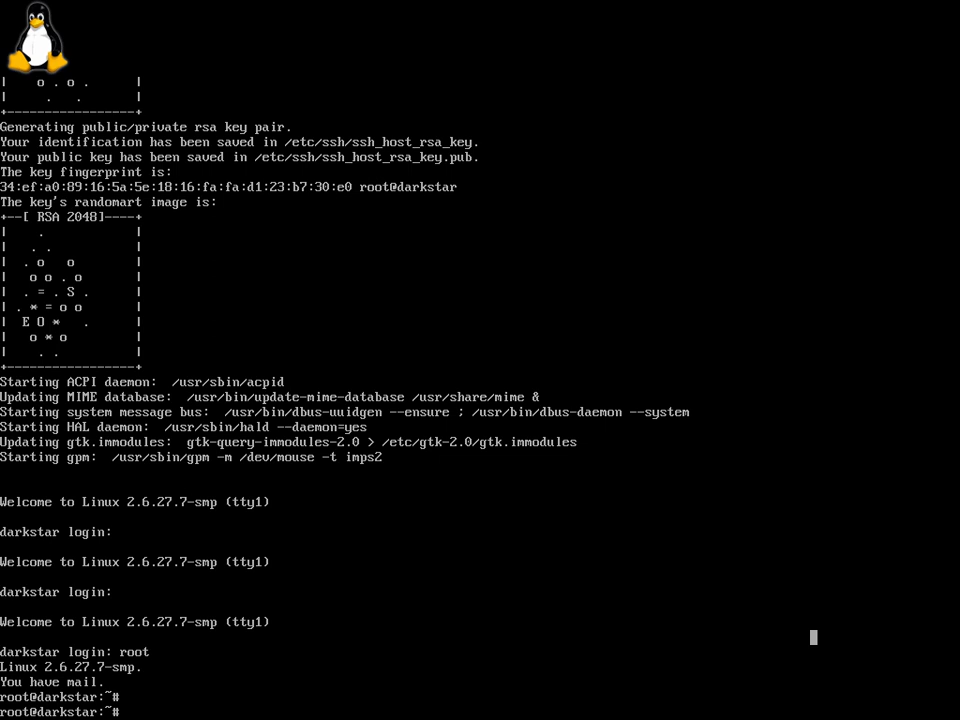 |    o . o .      |
|     .   .       |
+-----------------+
Generating public/private rsa key pair.
Your identification has been saved in /etc/ssh/ssh_host_rsa_key.
Your public key has been saved in /etc/ssh/ssh_host_rsa_key.pub.
The key fingerprint is:
34:ef:a0:89:16:5a:5e:18:16:fa:fa:d1:23:b7:30:e0 root@darkstar
The key's randomart image is:
+--[ RSA 2048]----+
|    .            |
|   . .           |
|  . o   o        |
|   o o . o       |
|  . = . S .      |
| . * = o o       |
|  E O *   .      |
|   o * o         |
|    . .          |
+-----------------+
Starting ACPI daemon:  /usr/sbin/acpid
Updating MIME database:  /usr/bin/update-mime-database /usr/share/mime &
Starting system message bus:  /usr/bin/dbus-uuidgen --ensure ; /usr/bin/dbus-daemon --system
Starting HAL daemon:  /usr/sbin/hald --daemon=yes
Updating gtk.immodules:  gtk-query-immodules-2.0 > /etc/gtk-2.0/gtk.immodules
Starting gpm:  /usr/sbin/gpm -m /dev/mouse -t imps2
Welcome to Linux 2.6.27.7-smp (tty1)
darkstar login:
Welcome to Linux 2.6.27.7-smp (tty1)
darkstar login:
Welcome to Linux 2.6.27.7-smp (tty1)
darkstar login: root
Linux 2.6.27.7-smp.
You have mail.
root@darkstar:~#
root@darkstar:~#